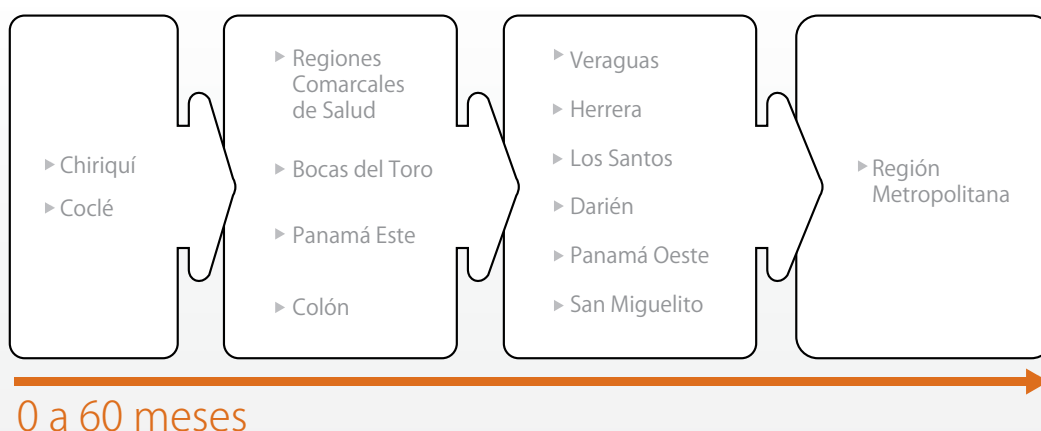 Chiriquí
Coclé
Regiones
Comarcales
de Salud
Bocas del Toro
Panamá Este
Colón
Veraguas
Herrera
Los Santos
Darién
Panamá Oeste
San Miguelito
Región
Metropolitana
0 a 60 meses